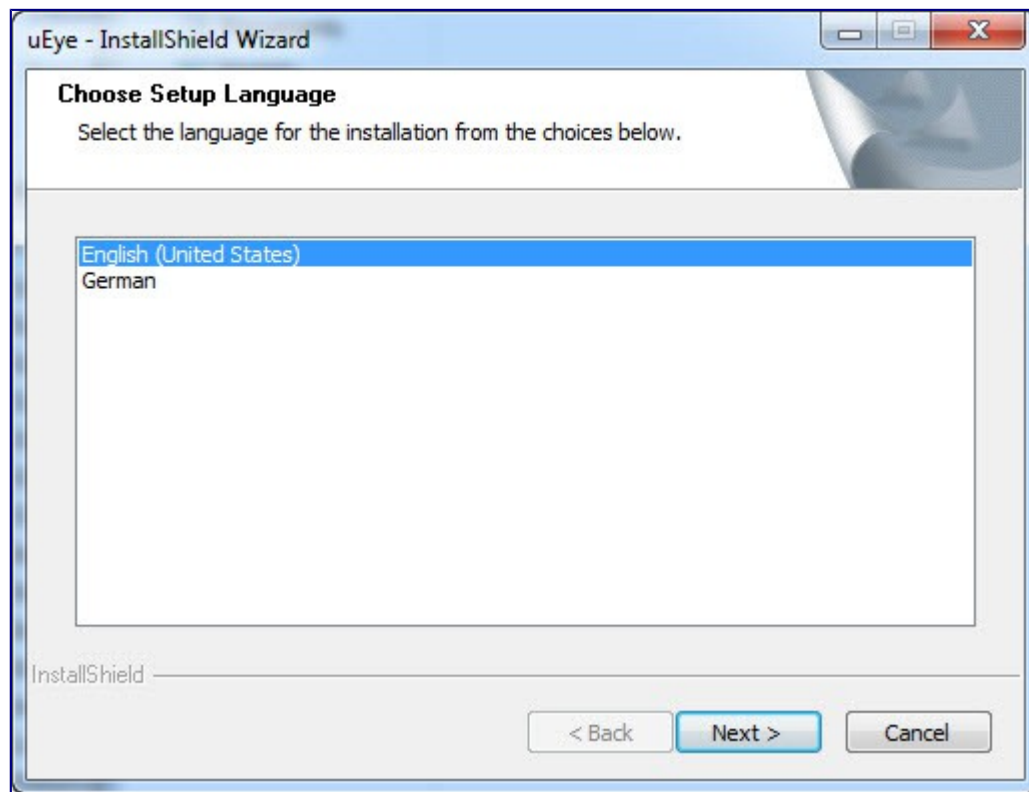 uEye - InstallShield Wizard
Choose Setup Language
Select the language for the installation from the choices below.
English (United States)
German
InstallShield
< Back
Next >
Cancel